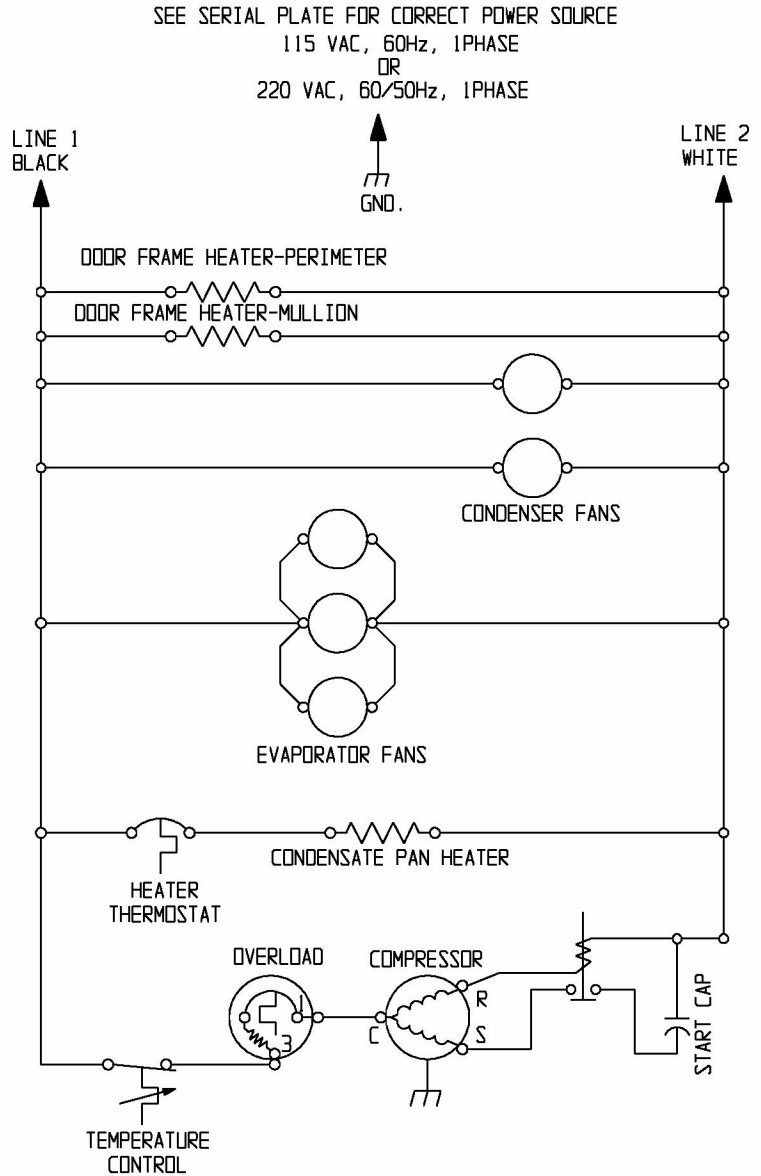 SEE SERIAL PLATE FOR CORRECT POWER SOURCE
115 VAC, 60Hz, 1PHASE
OR
220 VAC, 60/50Hz, 1PHASE
LINE 1
BLACK
LINE 2
WHITE
GND.
DOOR FRAME HEATER-PERIMETER
DOOR FRAME HEATER-MULLION
CONDENSER FANS
EVAPORATOR FANS
CONDENSATE PAN HEATER
HEATER
THERMOSTAT
OVERLOAD
COMPRESSOR
1
3
C
R
S
START CAP
TEMPERATURE
CONTROL